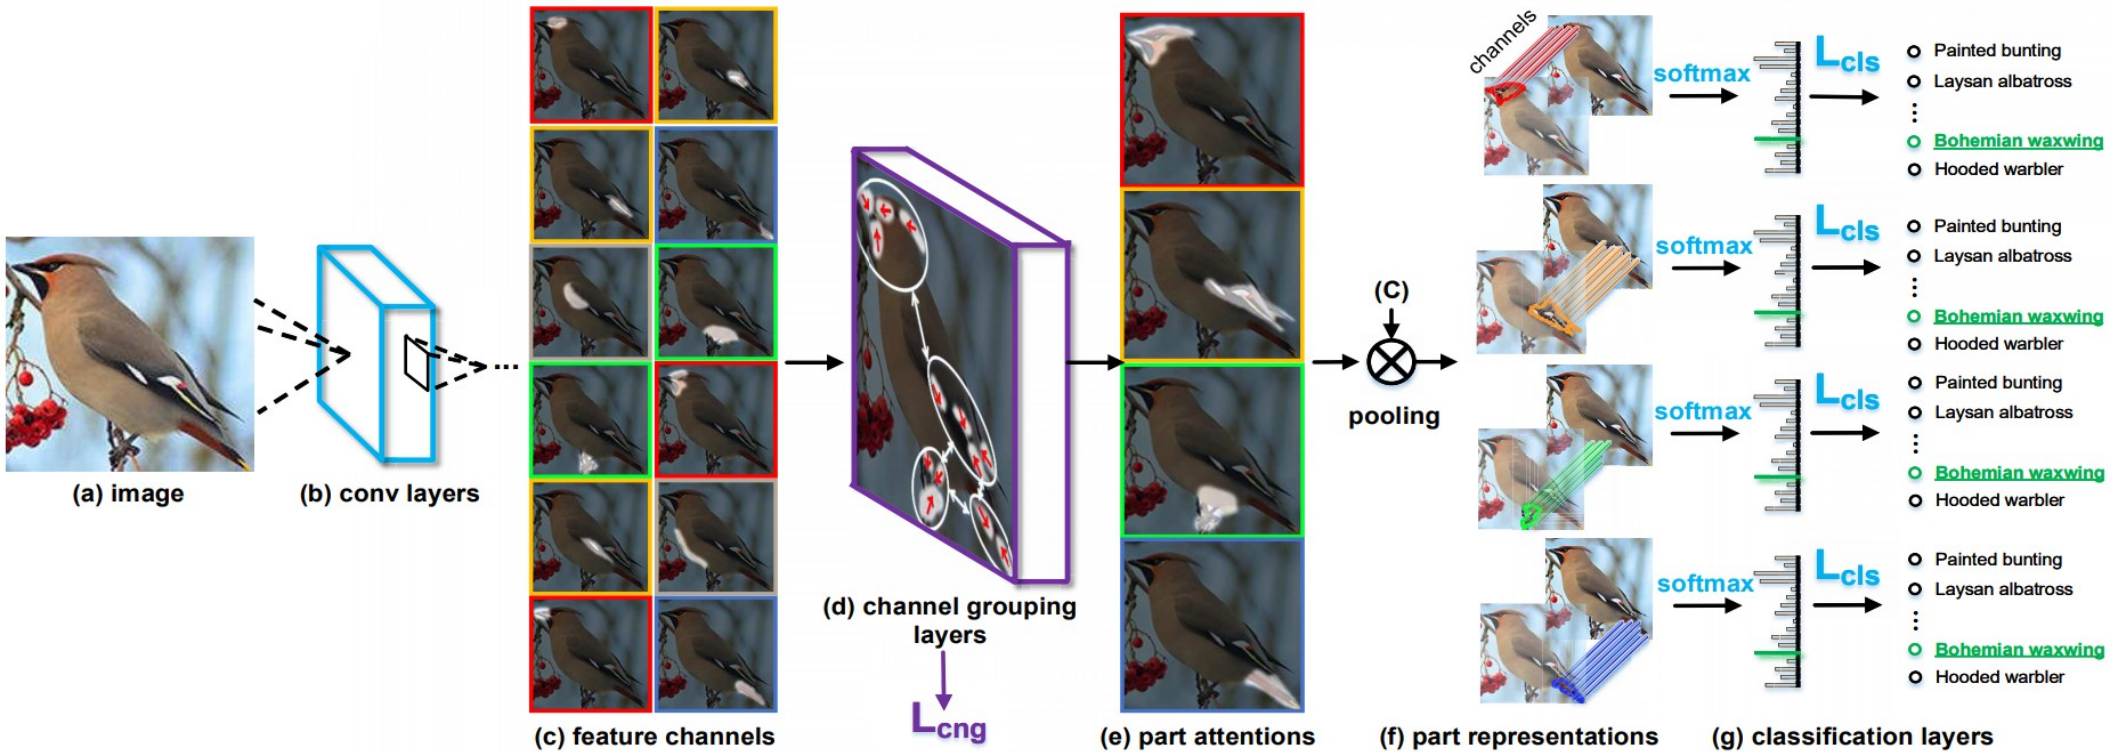 channels
softmax
Lcls
Painted bunting
Laysan albatross
⋮
Bohemian waxwing
Hooded warbler
softmax
Lcls
Painted bunting
Laysan albatross
⋮
Bohemian waxwing
Hooded warbler
(C)
pooling
softmax
Lcls
Painted bunting
Laysan albatross
⋮
Bohemian waxwing
Hooded warbler
softmax
Lcls
Painted bunting
Laysan albatross
⋮
Bohemian waxwing
Hooded warbler
...
(a) image
(b) conv layers
(c) feature channels
(d) channel grouping
layers
Lcng
(e) part attentions
(f) part representations
(g) classification layers